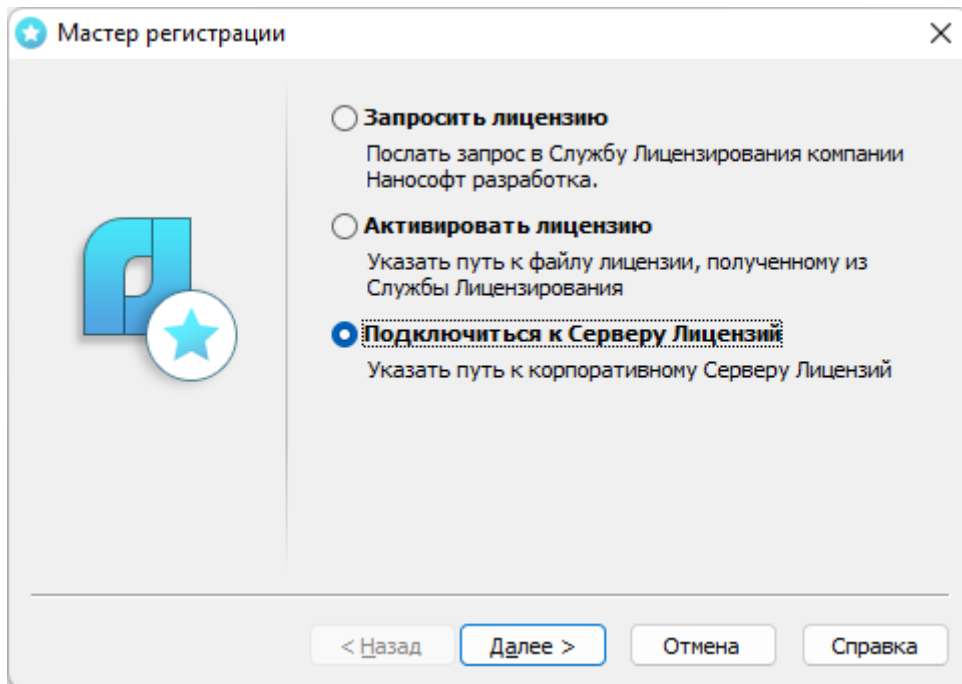 Мастер регистрации
Запросить лицензию
Послать запрос в Службу Лицензирования компании
Нанософт разработка.
Активировать лицензию
Указать путь к файлу лицензии, полученному из
Службы Лицензирования
Подключиться к Серверу Лицензий
Указать путь к корпоративному Серверу Лицензий
< Назад
Далее >
Отмена
Справка